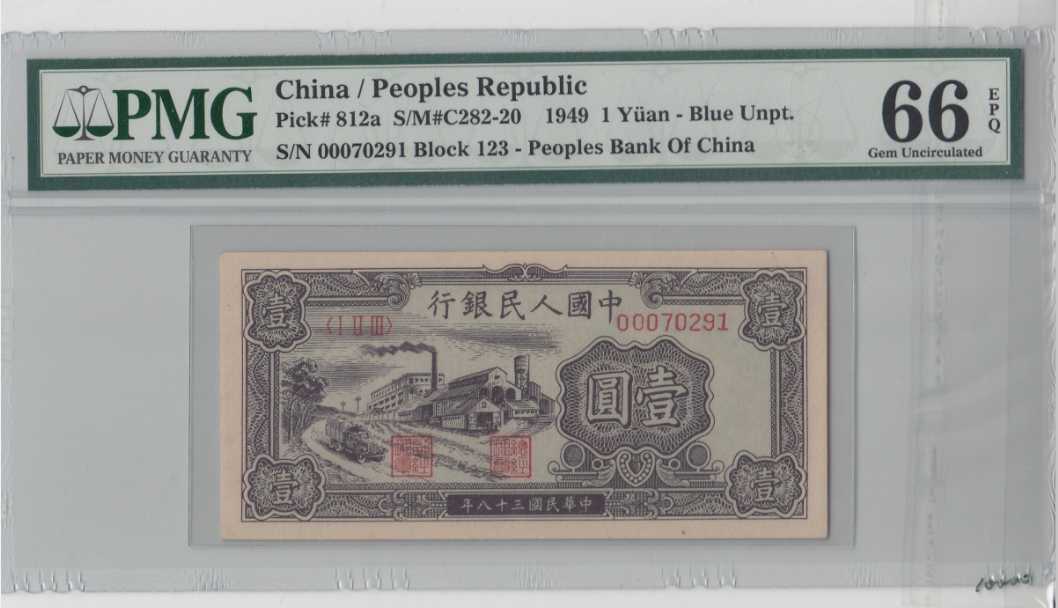 PMG
PAPER MONEY GUARANTY
China / Peoples Republic
Pick# 812a S/M#C282-20 1949 1 Yüan - Blue Unpt.
S/N 00070291 Block 123 - Peoples Bank Of China
66
EPQ
Gem Uncirculated
行銀民人國中
〈I II III〉
00070291
壹
壹
圓壹
壹
壹
年八十三國民華中